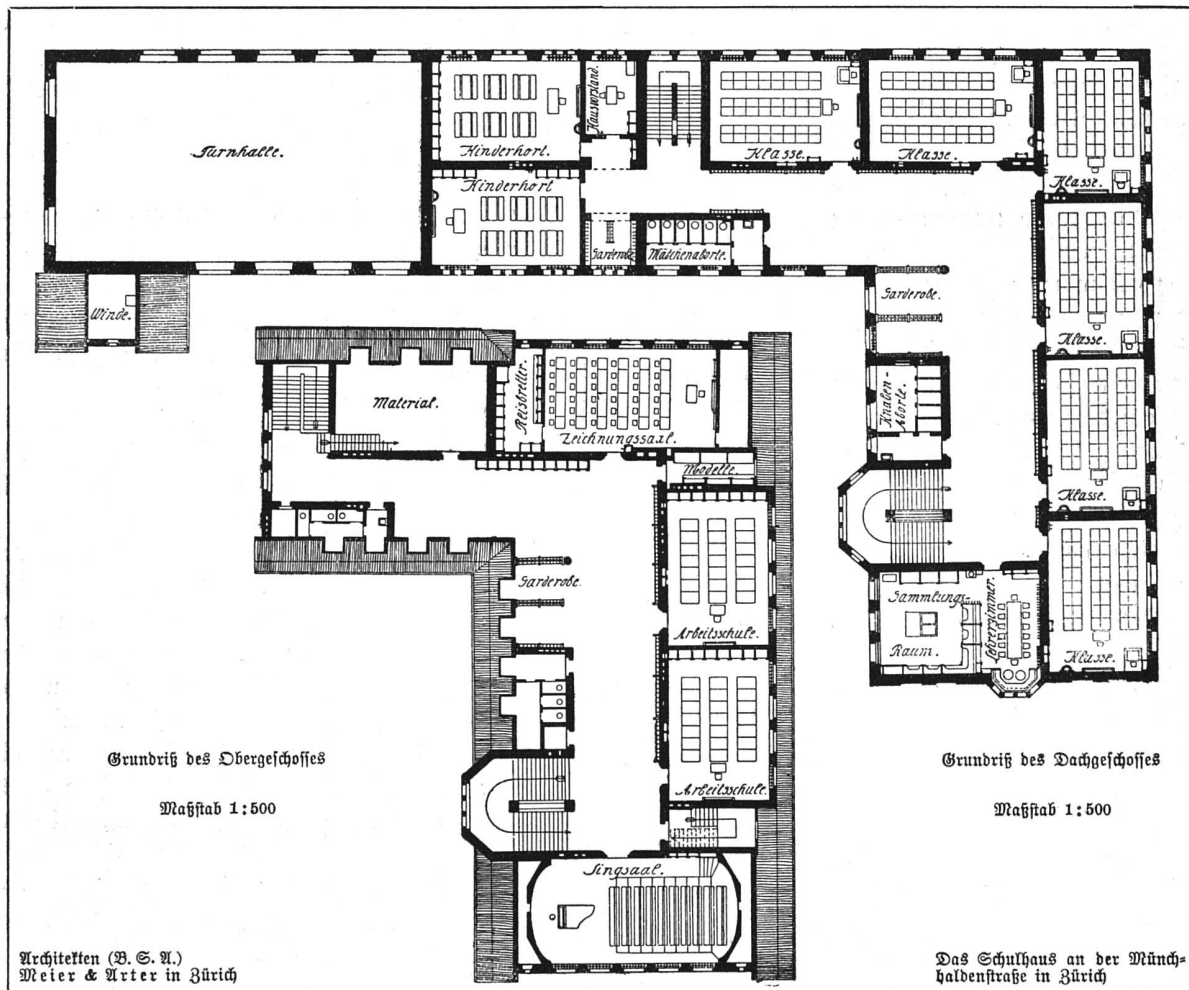 Turnhalle.
Kinderhort.
Hausvorstand.
Klasse.
Klasse.
Klasse.
Kinderhort
Garderobe
Mädchenaborte.
Klasse.
Garderobe.
Winde.
Klasse.
Knaben-
Aborte.
Material.
Reisbretter.
Zeichnungssaal.
Modelle.
Klasse.
Sammlungs-
Raum.
Lehrerzimmer.
Garderobe.
Arbeitsschule.
Arbeitsschule.
Singsaal.
Grundriß des Obergeschosses
Maßstab 1:500
Grundriß des Dachgeschosses
Maßstab 1:500
Architekten (B. S. A.)
Meier & Arter in Zürich
Das Schulhaus an der Münch-
haldenstraße in Zürich